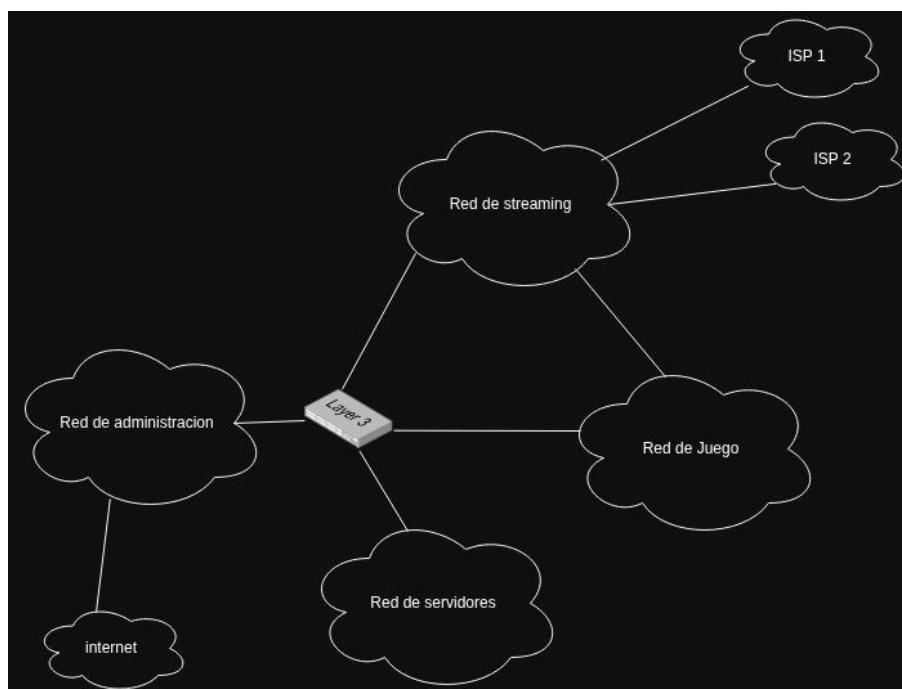 ISP 1
ISP 2
Red de streaming
Layer 3
Red de administracion
Red de Juego
Red de servidores
internet